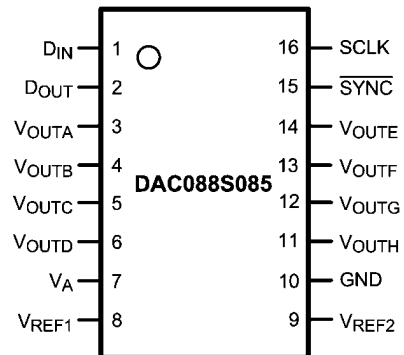 DIN 1 16 SCLK
DOUT 2 15 SYNC
VOUTA 3 14 VOUTE
VOUTB 4 13 VOUTF
DAC088S085
VOUTC 5 12 VOUTG
VOUTD 6 11 VOUTH
VA 7 10 GND
VREF1 8 9 VREF2